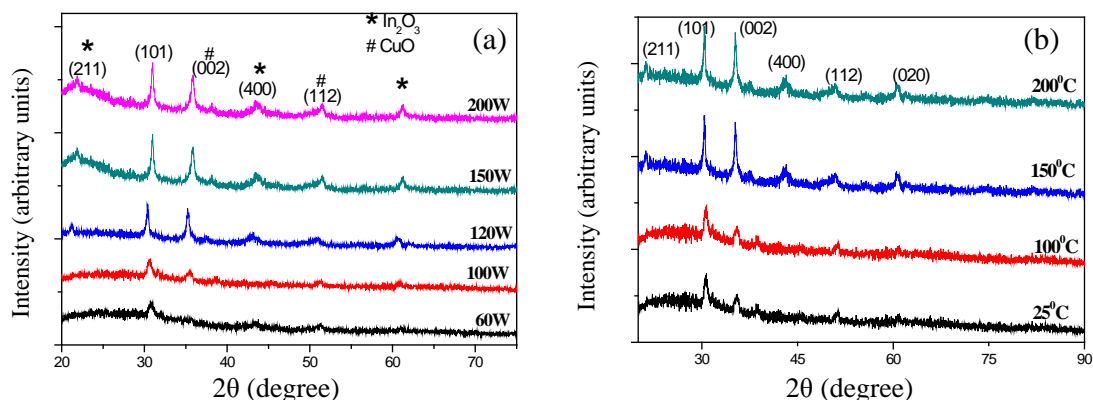 * In₂O₃
# CuO
(a)
*
(211)
(101)
#
(002)
*
(400)
#
(112)
*
200W
150W
120W
100W
60W
Intensity (arbitrary units)
20 30 40 50 60 70
2θ (degree)
(b)
(211)
(101)
(002)
(400)
(112)
(020)
200⁰C
150⁰C
100⁰C
25⁰C
Intensity (arbitrary units)
30 45 60 75 90
2θ (degree)